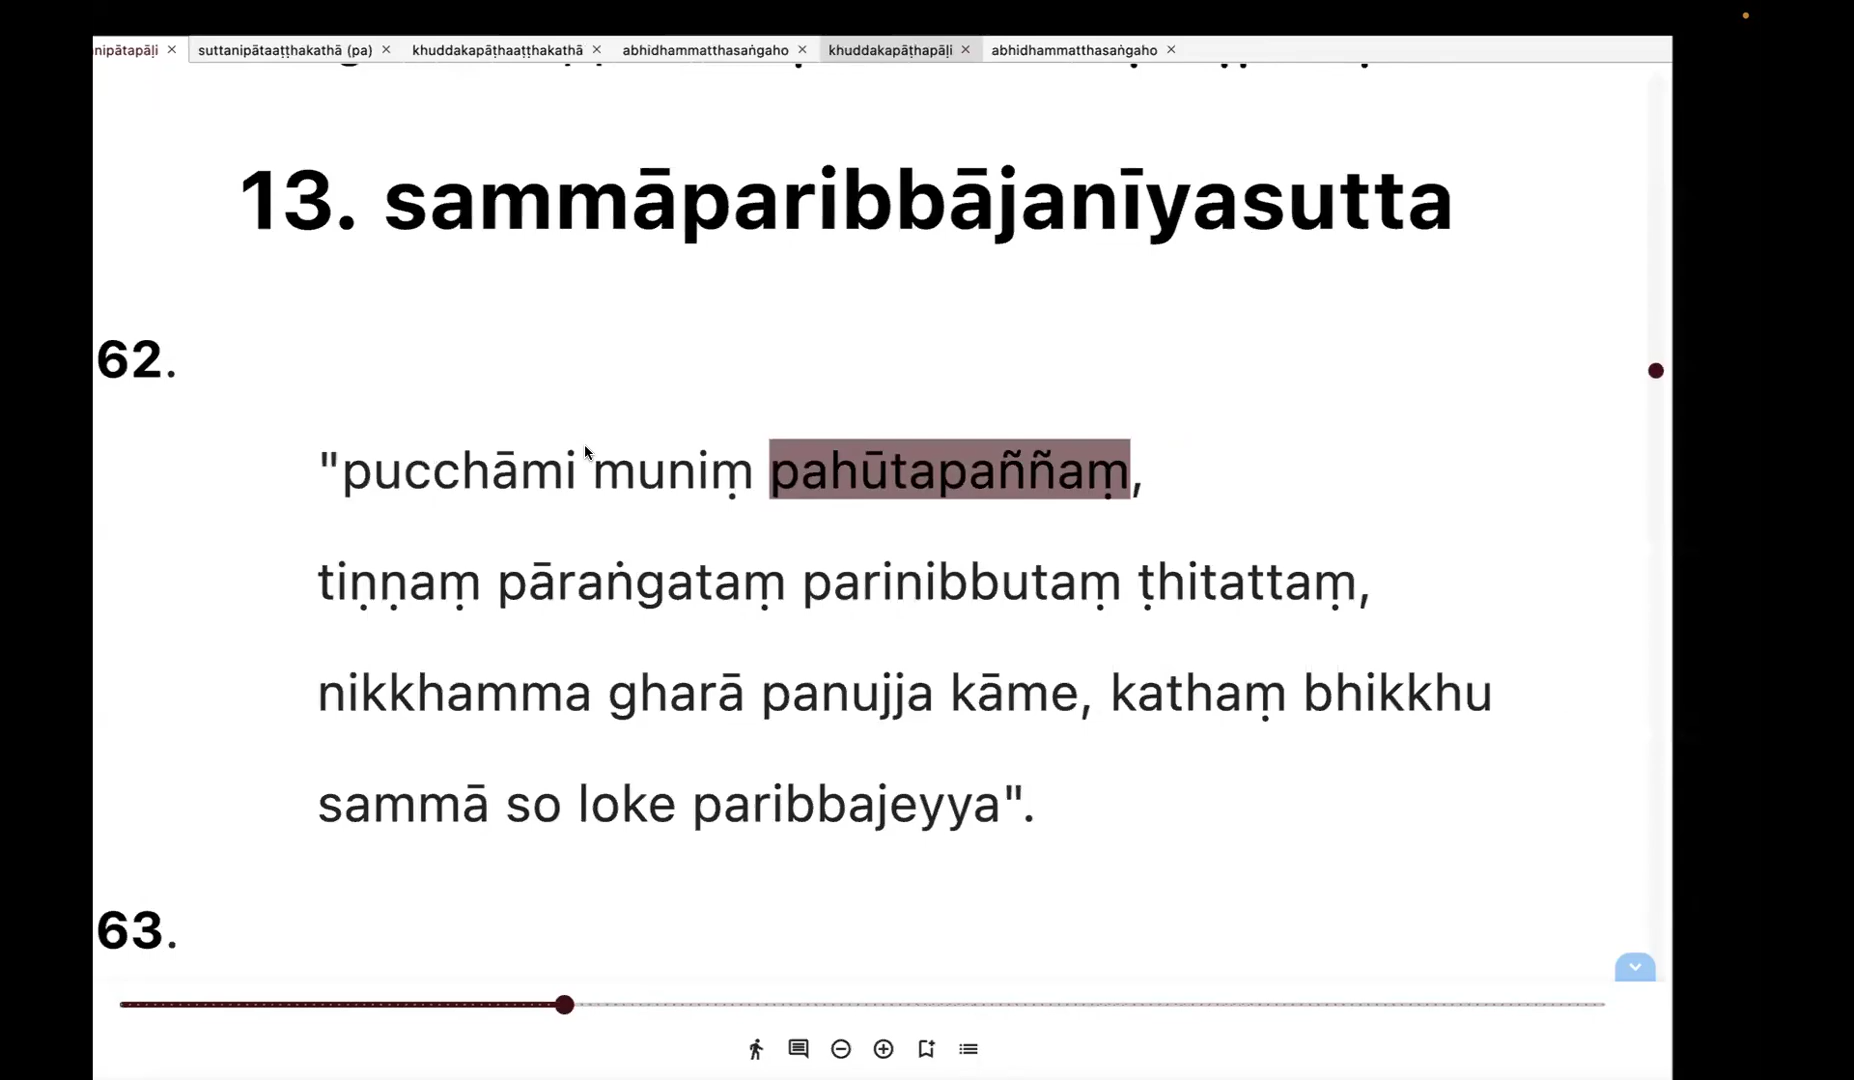 nipātapāḷi × suttanipātaaṭṭhakathā (pa) × khuddakapāṭhaaṭṭhakathā × abhidhammatthasaṅgaho × khuddakapāṭhapāḷi × abhidhammatthasaṅgaho ×
13. sammāparibbājanīyasutta
62.
"pucchāmi muniṃ pahūtapaññaṃ,
tiṇṇaṃ pāraṅgataṃ parinibbutaṃ ṭhitattaṃ,
nikkhamma gharā panujja kāme, kathaṃ bhikkhu
sammā so loke paribbajeyya".
63.